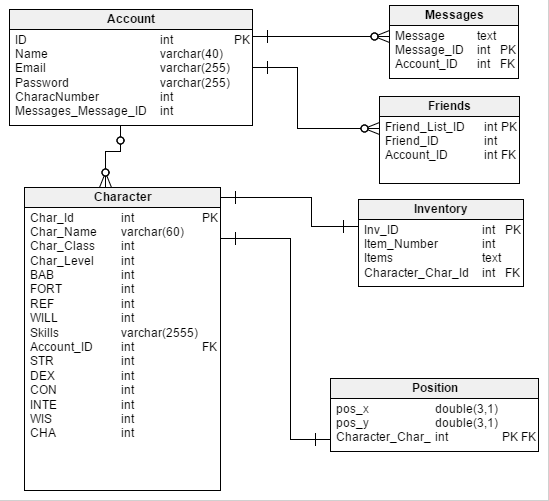 Account
ID int PK
Name varchar(40)
Email varchar(255)
Password varchar(255)
CharacNumber int
Messages_Message_ID int
Messages
Message text
Message_ID int PK
Account_ID int FK
Friends
Friend_List_ID int PK
Friend_ID int
Account_ID int FK
Character
Char_Id int PK
Char_Name varchar(60)
Char_Class int
Char_Level int
BAB int
FORT int
REF int
WILL int
Skills varchar(2555)
Account_ID int FK
STR int
DEX int
CON int
INTE int
WIS int
CHA int
Inventory
Inv_ID int PK
Item_Number int
Items text
Character_Char_Id int FK
Position
pos_x double(3,1)
pos_y double(3,1)
Character_Char_ int PK FK